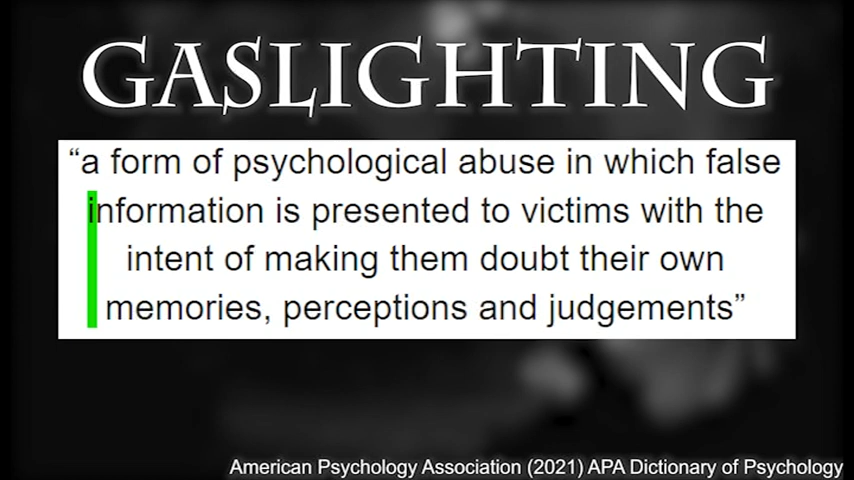 GASLIGHTING
“a form of psychological abuse in which false
information is presented to victims with the
intent of making them doubt their own
memories, perceptions and judgements”
American Psychology Association (2021) APA Dictionary of Psychology